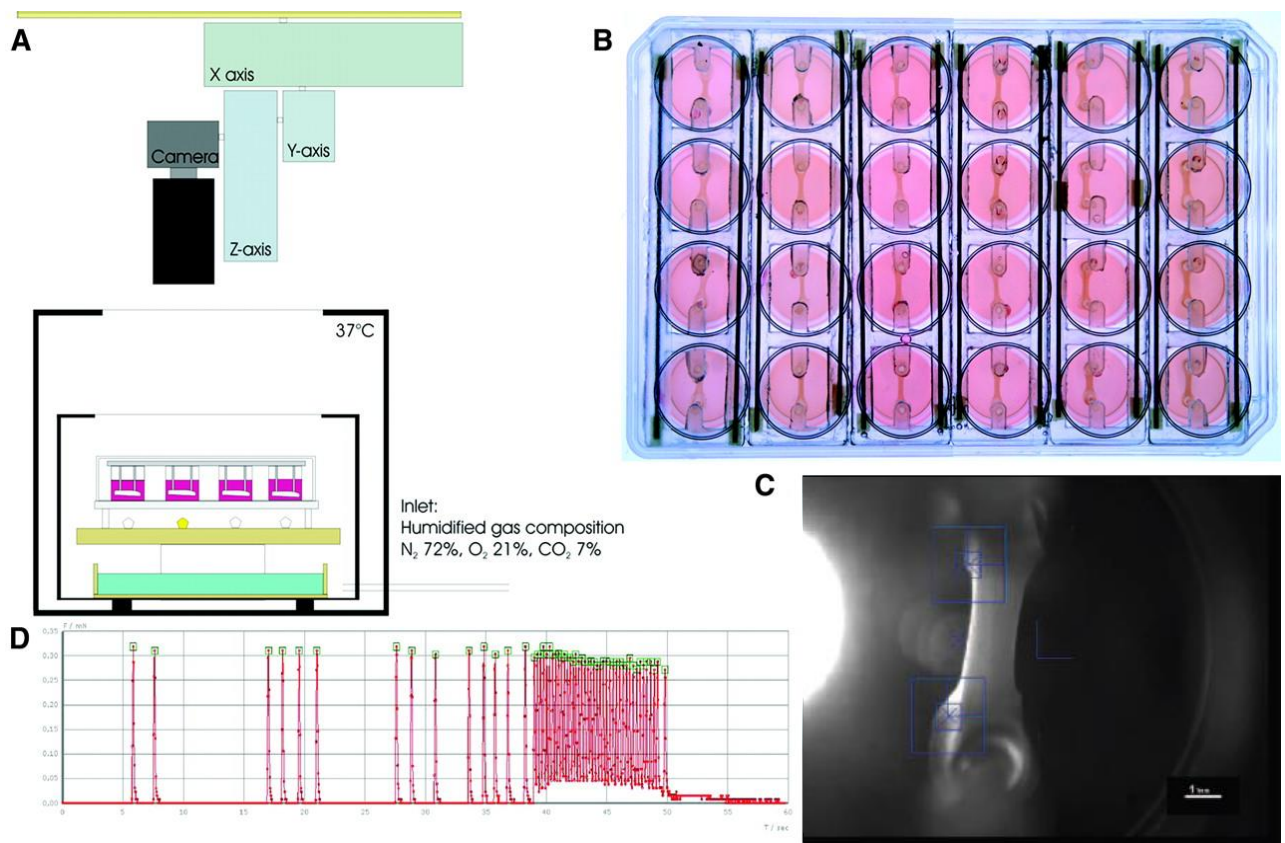 A
X axis
Camera
Y-axis
Z-axis
37°C
Inlet:
Humidified gas composition
N₂ 72%, O₂ 21%, CO₂ 7%
B
C
1 mm
D
F / mN
0.35
0.30
0.25
0.20
0.15
0.10
0.05
0.00
0 5 10 15 20 25 30 35 40 45 50 55 60
T / sec